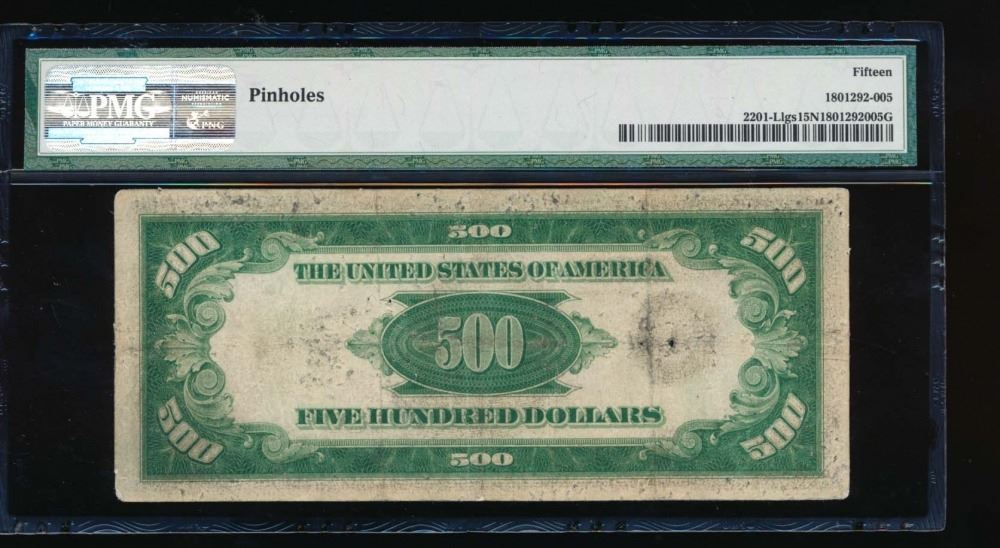 PMG
PAPER MONEY GUARANTY
NUMISMATIC
PNG
Pinholes
Fifteen
1801292-005
2201-Llgs15N1801292005G
500
500
500
THE UNITED STATES OF AMERICA
500
FIVE HUNDRED DOLLARS
500
500
500